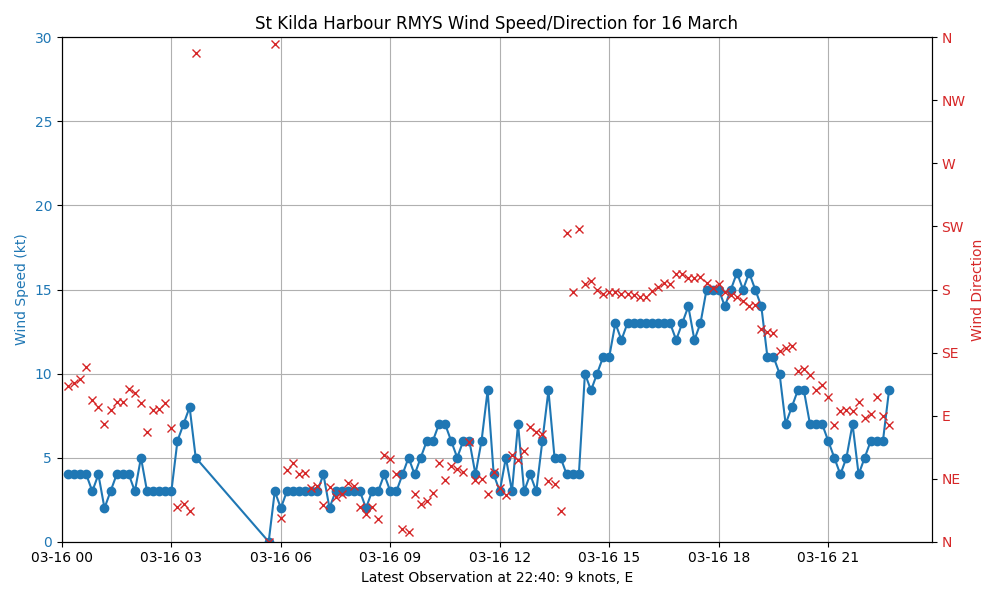 St Kilda Harbour RMYS Wind Speed/Direction for 16 March
30
25
20
15
10
5
0
Wind Speed (kt)
N
NW
W
SW
S
SE
E
NE
N
Wind Direction
03-16 00
03-16 03
03-16 06
03-16 09
03-16 12
03-16 15
03-16 18
03-16 21
Latest Observation at 22:40: 9 knots, E